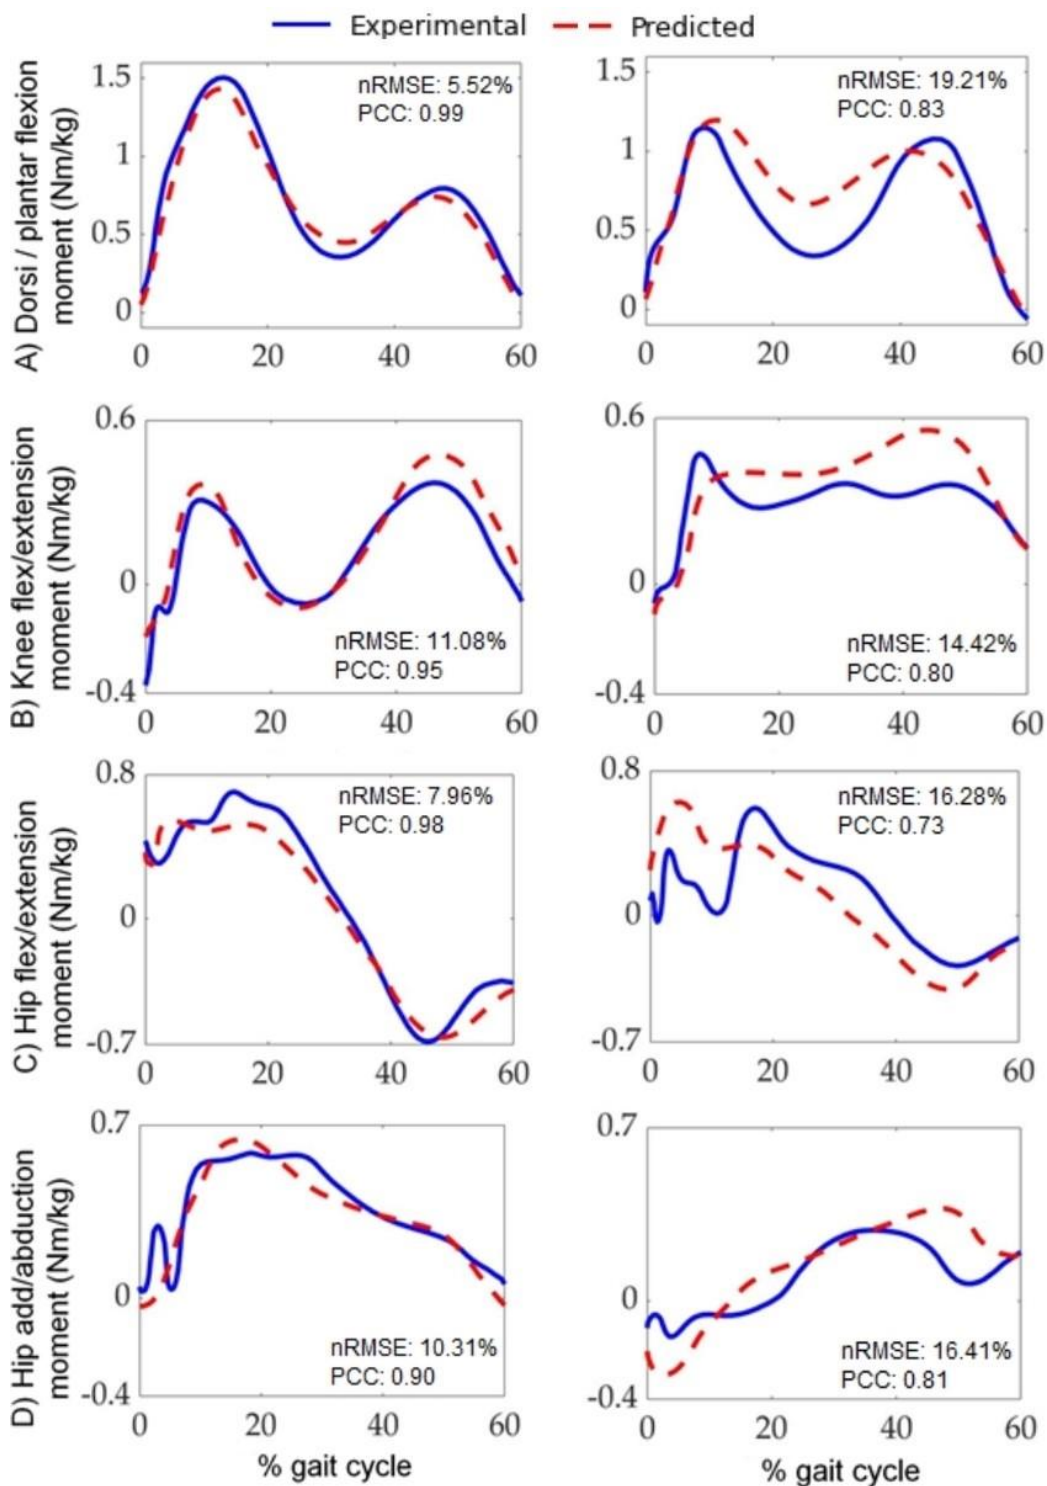 Experimental Predicted
A) Dorsi / plantar flexion
moment (Nm/kg)
1.5
1
0.5
0
0 20 40 60
nRMSE: 5.52%
PCC: 0.99
1.5
1
0.5
0
0 20 40 60
nRMSE: 19.21%
PCC: 0.83
B) Knee flex/extension
moment (Nm/kg)
0.6
0
-0.4
0 20 40 60
nRMSE: 11.08%
PCC: 0.95
0.6
0
-0.4
0 20 40 60
nRMSE: 14.42%
PCC: 0.80
C) Hip flex/extension
moment (Nm/kg)
0.8
0
-0.7
0 20 40 60
nRMSE: 7.96%
PCC: 0.98
0.8
0
-0.7
0 20 40 60
nRMSE: 16.28%
PCC: 0.73
D) Hip add/abduction
moment (Nm/kg)
0.7
0
-0.4
0 20 40 60
nRMSE: 10.31%
PCC: 0.90
% gait cycle
0.7
0
-0.4
0 20 40 60
nRMSE: 16.41%
PCC: 0.81
% gait cycle